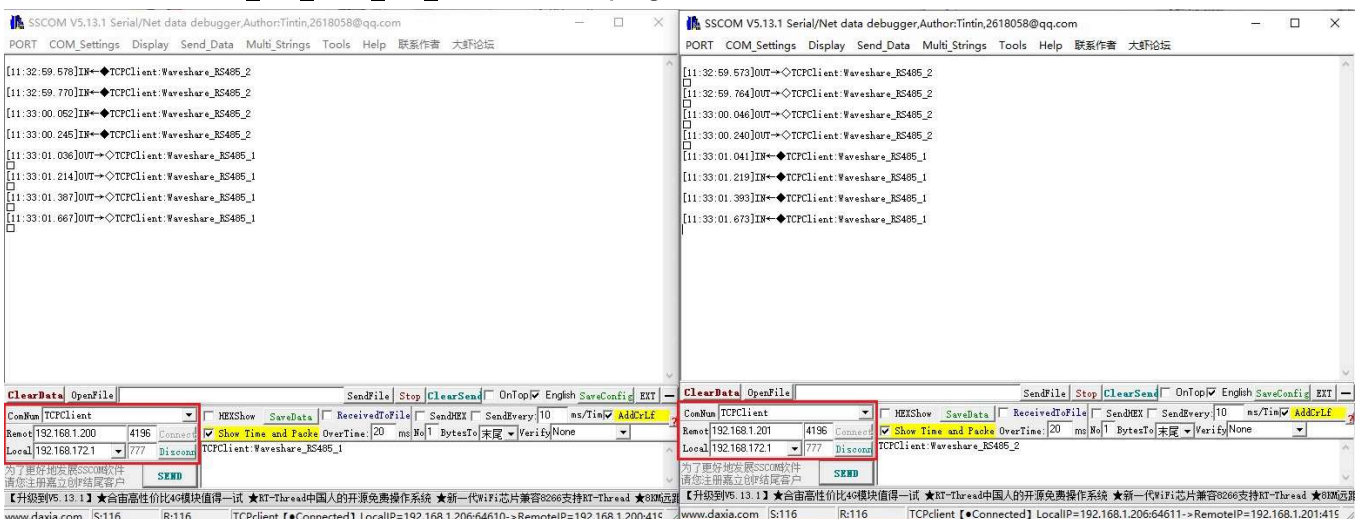 SSCOM V5.13.1 Serial/Net data debugger,Author:Tintin,2618058@qq.com
PORT COM_Settings Display Send_Data Multi_Strings Tools Help 联系作者 大虾论坛
[11:32:59.578]IN←◆TCPClient:Waveshare_RS485_2
[11:32:59.770]IN←◆TCPClient:Waveshare_RS485_2
[11:33:00.052]IN←◆TCPClient:Waveshare_RS485_2
[11:33:00.245]IN←◆TCPClient:Waveshare_RS485_2
[11:33:01.036]OUT→◇TCPClient:Waveshare_RS485_1
□
[11:33:01.214]OUT→◇TCPClient:Waveshare_RS485_1
□
[11:33:01.387]OUT→◇TCPClient:Waveshare_RS485_1
□
[11:33:01.667]OUT→◇TCPClient:Waveshare_RS485_1
□
ClearData OpenFile SendFile Stop ClearSend OnTop English SaveConfig EXT —
ComNum TCPClient HEXShow SaveData ReceivedToFile SendHEX SendEvery: 10 ms/Tim AddCrLf
Remot 192.168.1.200 4196 Connect Show Time and Packe OverTime: 20 ms No 1 BytesTo 末尾 Verify None
Local 192.168.172.1 777 Disconn TCPClient:Waveshare_RS485_1
为了更好地发展SSCOM软件
请您注册嘉立创F结尾客户 SEND
【升级到V5.13.1】★合宙高性价比4G模块值得一试 ★RT-Thread中国人的开源免费操作系统 ★新一代WiFi芯片兼容8266支持RT-Thread ★8KM远距
www.daxia.com S:116 R:116 TCPclient [●Connected] LocalIP=192.168.1.206:64610->RemoteIP=192.168.1.200:419
SSCOM V5.13.1 Serial/Net data debugger,Author:Tintin,2618058@qq.com
PORT COM_Settings Display Send_Data Multi_Strings Tools Help 联系作者 大虾论坛
[11:32:59.573]OUT→◇TCPClient:Waveshare_RS485_2
□
[11:32:59.764]OUT→◇TCPClient:Waveshare_RS485_2
□
[11:33:00.046]OUT→◇TCPClient:Waveshare_RS485_2
□
[11:33:00.240]OUT→◇TCPClient:Waveshare_RS485_2
□
[11:33:01.041]IN←◆TCPClient:Waveshare_RS485_1
[11:33:01.219]IN←◆TCPClient:Waveshare_RS485_1
[11:33:01.393]IN←◆TCPClient:Waveshare_RS485_1
[11:33:01.673]IN←◆TCPClient:Waveshare_RS485_1
ClearData OpenFile SendFile Stop ClearSend OnTop English SaveConfig EXT —
ComNum TCPClient HEXShow SaveData ReceivedToFile SendHEX SendEvery: 10 ms/Tim AddCrLf
Remot 192.168.1.201 4196 Connect Show Time and Packe OverTime: 20 ms No 1 BytesTo 末尾 Verify None
Local 192.168.172.1 777 Disconn TCPClient:Waveshare_RS485_2
为了更好地发展SSCOM软件
请您注册嘉立创F结尾客户 SEND
【升级到V5.13.1】★合宙高性价比4G模块值得一试 ★RT-Thread中国人的开源免费操作系统 ★新一代WiFi芯片兼容8266支持RT-Thread ★8KM远距
www.daxia.com S:116 R:116 TCPclient [●Connected] LocalIP=192.168.1.206:64611->RemoteIP=192.168.1.201:419